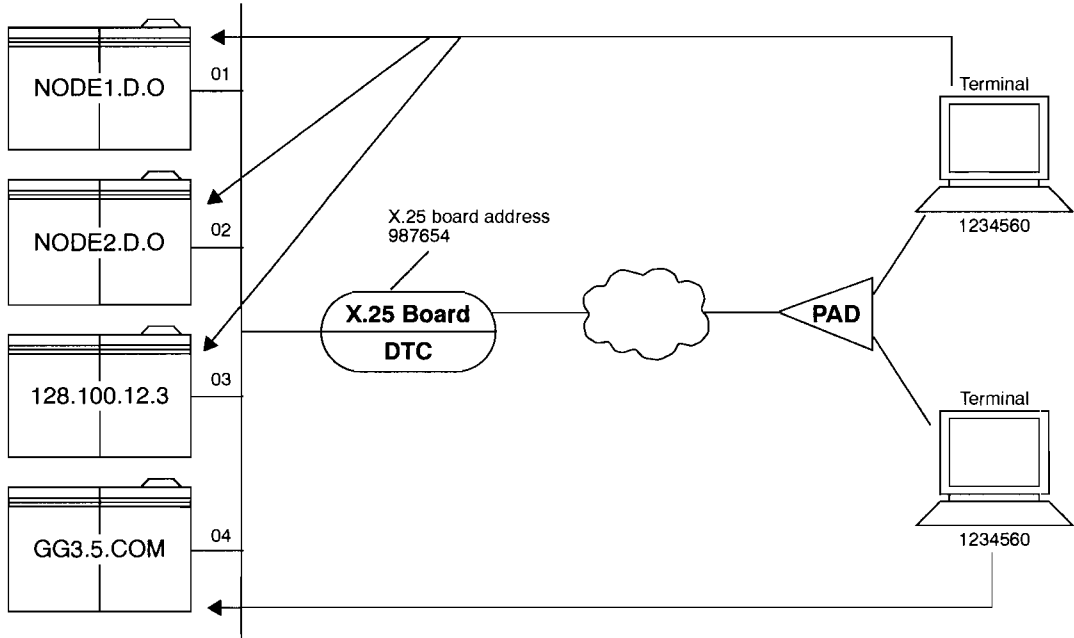 NODE1.D.O
01
NODE2.D.O
02
128.100.12.3
03
GG3.5.COM
04
X.25 board address
987654
X.25 Board
DTC
PAD
Terminal
1234560
Terminal
1234560